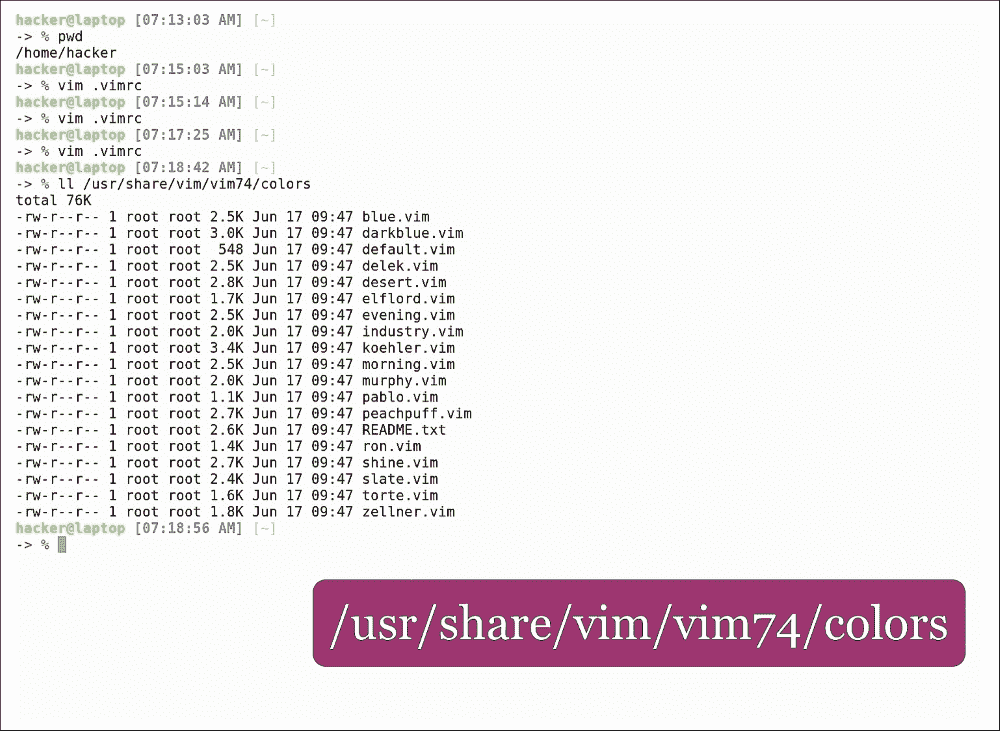 hacker@laptop [07:13:03 AM] [~]
-> % pwd
/home/hacker
hacker@laptop [07:15:03 AM] [~]
-> % vim .vimrc
hacker@laptop [07:15:14 AM] [~]
-> % vim .vimrc
hacker@laptop [07:17:25 AM] [~]
-> % vim .vimrc
hacker@laptop [07:18:42 AM] [~]
-> % ll /usr/share/vim/vim74/colors
total 76K
-rw-r--r-- 1 root root 2.5K Jun 17 09:47 blue.vim
-rw-r--r-- 1 root root 3.0K Jun 17 09:47 darkblue.vim
-rw-r--r-- 1 root root  548 Jun 17 09:47 default.vim
-rw-r--r-- 1 root root 2.5K Jun 17 09:47 delek.vim
-rw-r--r-- 1 root root 2.8K Jun 17 09:47 desert.vim
-rw-r--r-- 1 root root 1.7K Jun 17 09:47 elflord.vim
-rw-r--r-- 1 root root 2.5K Jun 17 09:47 evening.vim
-rw-r--r-- 1 root root 2.0K Jun 17 09:47 industry.vim
-rw-r--r-- 1 root root 3.4K Jun 17 09:47 koehler.vim
-rw-r--r-- 1 root root 2.5K Jun 17 09:47 morning.vim
-rw-r--r-- 1 root root 2.0K Jun 17 09:47 murphy.vim
-rw-r--r-- 1 root root 1.1K Jun 17 09:47 pablo.vim
-rw-r--r-- 1 root root 2.7K Jun 17 09:47 peachpuff.vim
-rw-r--r-- 1 root root 2.6K Jun 17 09:47 README.txt
-rw-r--r-- 1 root root 1.4K Jun 17 09:47 ron.vim
-rw-r--r-- 1 root root 2.7K Jun 17 09:47 shine.vim
-rw-r--r-- 1 root root 2.4K Jun 17 09:47 slate.vim
-rw-r--r-- 1 root root 1.6K Jun 17 09:47 torte.vim
-rw-r--r-- 1 root root 1.8K Jun 17 09:47 zellner.vim
hacker@laptop [07:18:56 AM] [~]
-> %
/usr/share/vim/vim74/colors